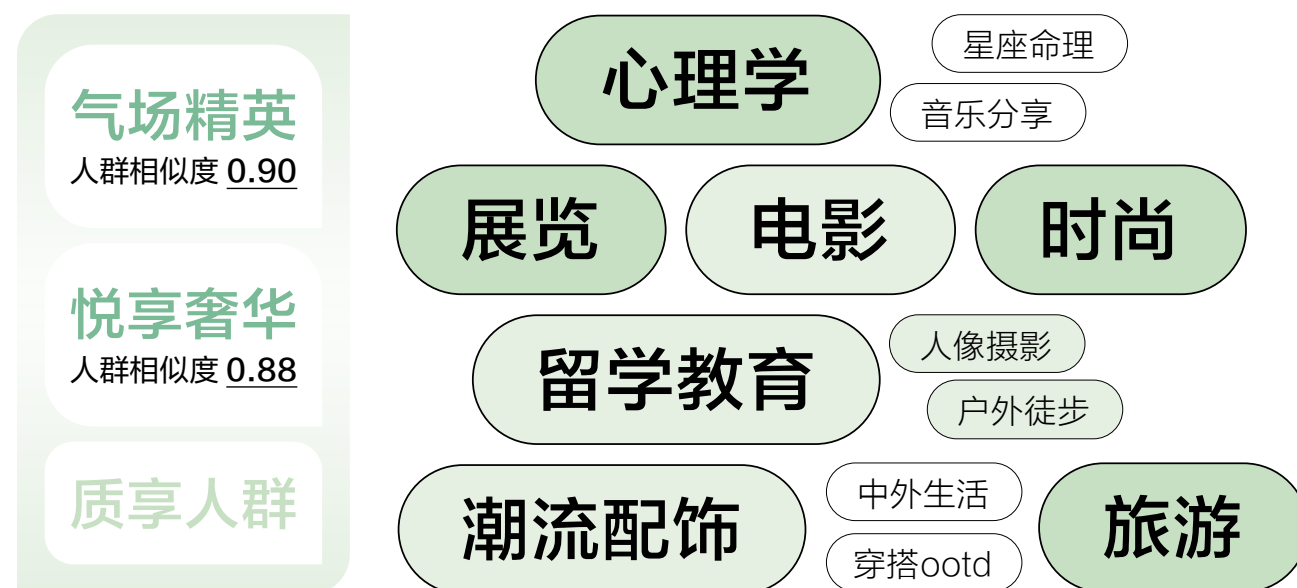 气场精英
人群相似度 0.90
悦享奢华
人群相似度 0.88
质享人群
心理学
星座命理
音乐分享
展览
电影
时尚
留学教育
人像摄影
户外徒步
潮流配饰
中外生活
穿搭ootd
旅游